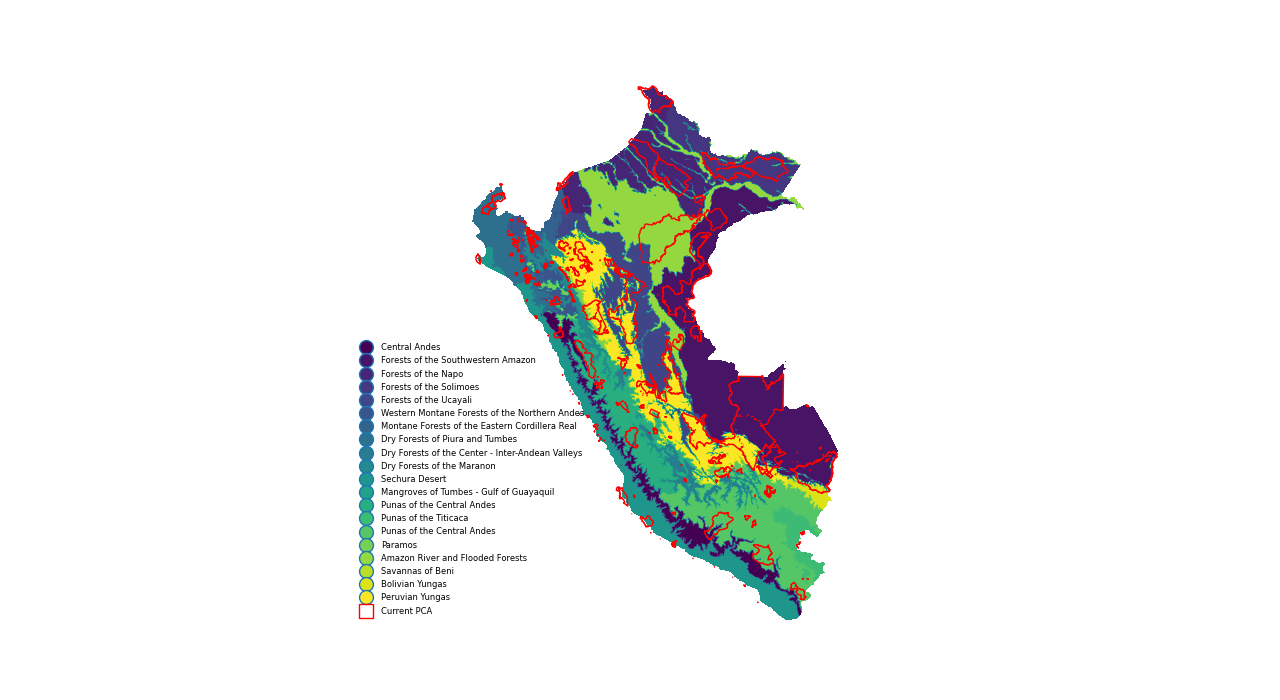 Central Andes
Forests of the Southwestern Amazon
Forests of the Napo
Forests of the Solimoes
Forests of the Ucayali
Western Montane Forests of the Northern Andes
Montane Forests of the Eastern Cordillera Real
Dry Forests of Piura and Tumbes
Dry Forests of the Center - Inter-Andean Valleys
Dry Forests of the Maranon
Sechura Desert
Mangroves of Tumbes - Gulf of Guayaquil
Punas of the Central Andes
Punas of the Titicaca
Punas of the Central Andes
Paramos
Amazon River and Flooded Forests
Savannas of Beni
Bolivian Yungas
Peruvian Yungas
Current PCA